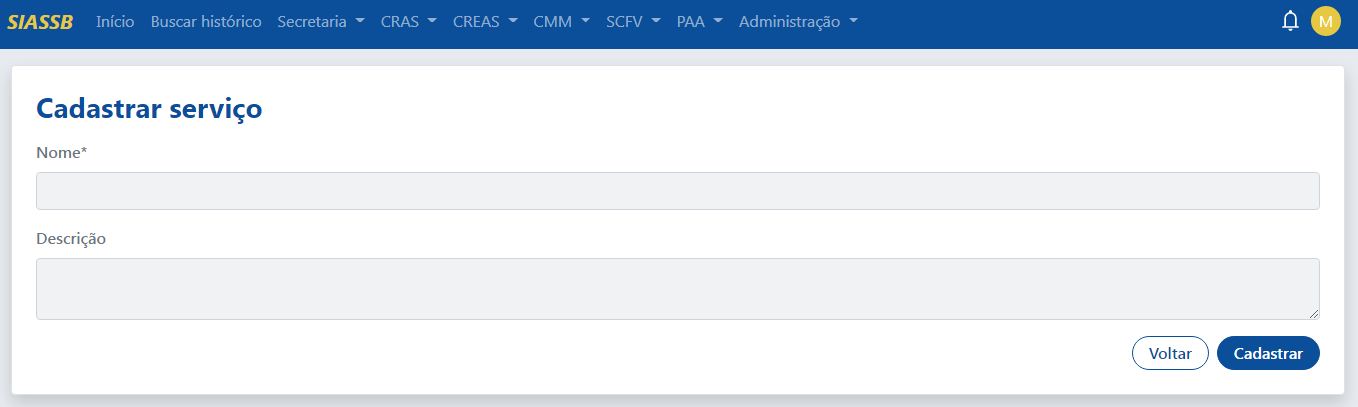 SIASSB Início Buscar histórico Secretaria CRAS CREAS CMM SCFV PAA Administração M
Cadastrar serviço
Nome*
Descrição
Voltar Cadastrar